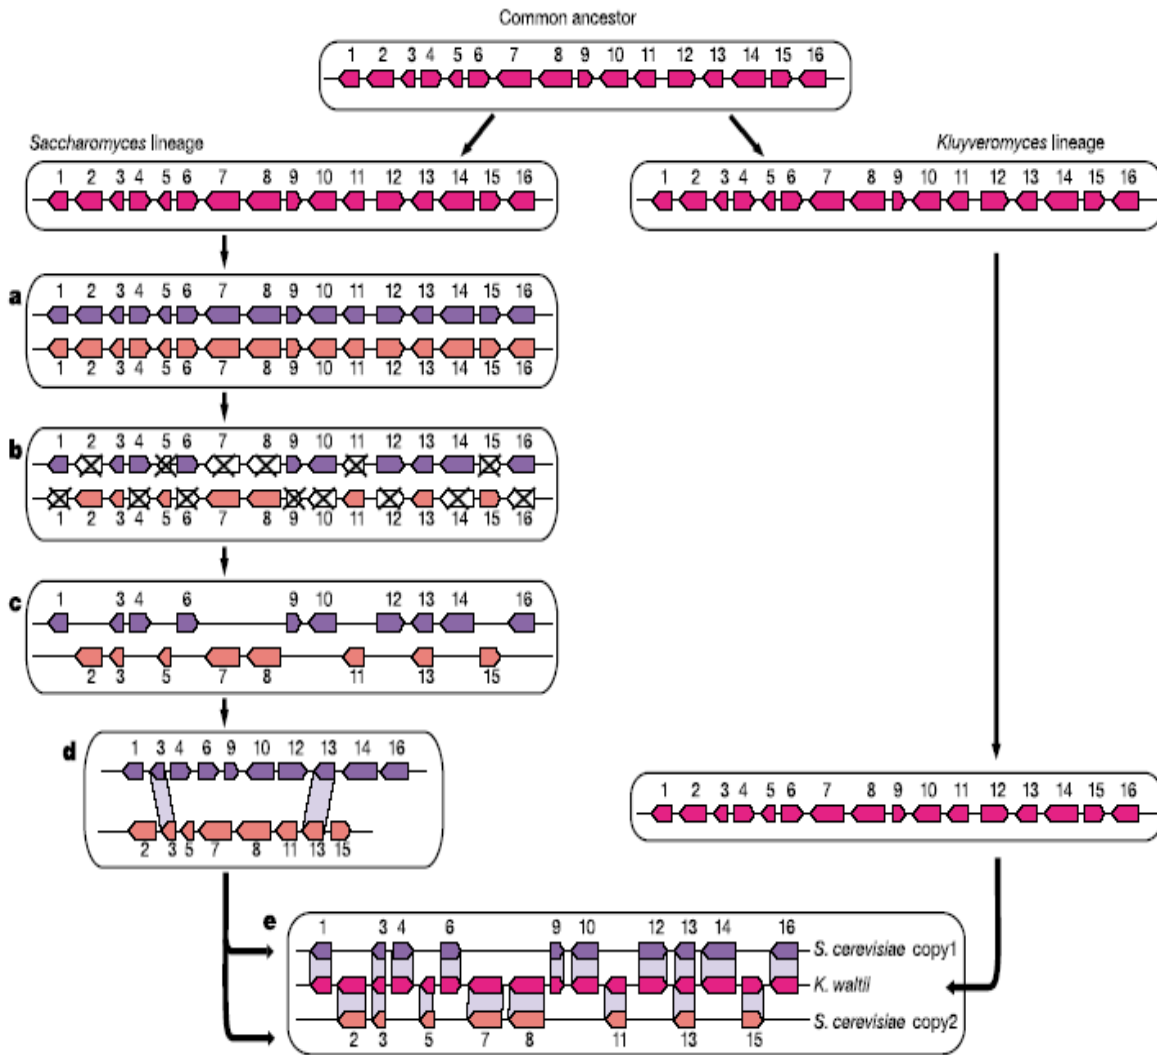 Common ancestor
1 2 3 4 5 6 7 8 9 10 11 12 13 14 15 16
Saccharomyces lineage
Kluyveromyces lineage
1 2 3 4 5 6 7 8 9 10 11 12 13 14 15 16
1 2 3 4 5 6 7 8 9 10 11 12 13 14 15 16
a
1 2 3 4 5 6 7 8 9 10 11 12 13 14 15 16
1 2 3 4 5 6 7 8 9 10 11 12 13 14 15 16
b
1 2 3 4 5 6 7 8 9 10 11 12 13 14 15 16
1 2 3 4 5 6 7 8 9 10 11 12 13 14 15 16
c
1 3 4 6 9 10 12 13 14 16
2 3 5 7 8 11 13 15
d
1 3 4 6 9 10 12 13 14 16
2 3 5 7 8 11 13 15
1 2 3 4 5 6 7 8 9 10 11 12 13 14 15 16
e
1 3 4 6 9 10 12 13 14 16
S. cerevisiae copy1
K. waltii
S. cerevisiae copy2
2 3 5 7 8 11 13 15